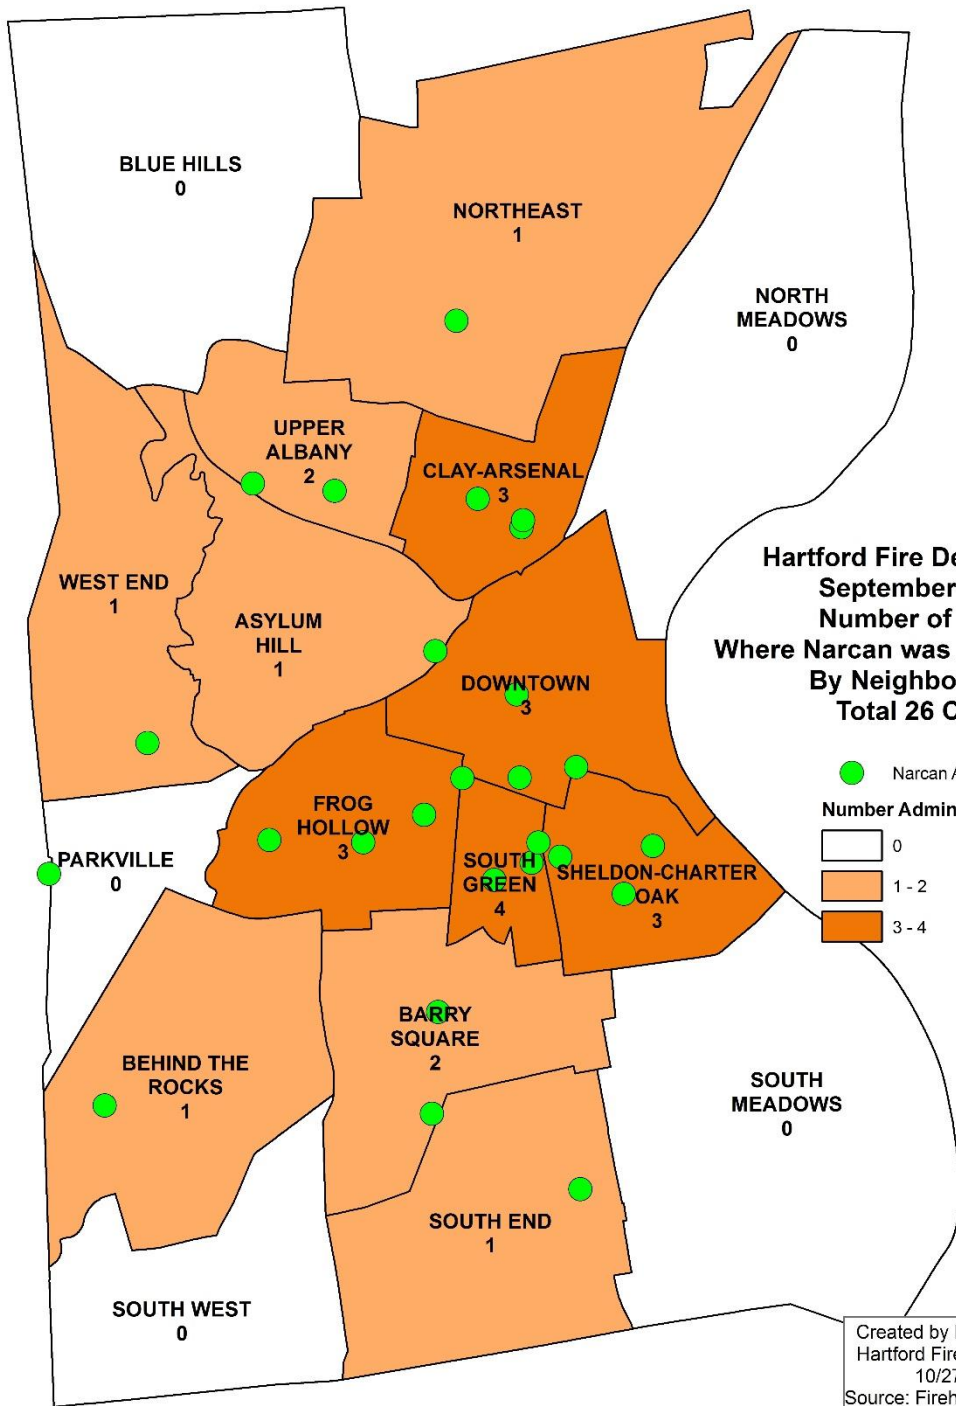 BLUE HILLS
0
NORTHEAST
1
NORTH
MEADOWS
0
UPPER
ALBANY
2
CLAY-ARSENAL
3
WEST END
1
ASYLUM
HILL
1
DOWNTOWN
3
Hartford Fire De
September
Number of
Where Narcan was
By Neighbo
Total 26 C
Narcan A
Number Admin
0
1 - 2
3 - 4
FROG
HOLLOW
3
PARKVILLE
0
SOUTH
GREEN
4
SHELDON-CHARTER
OAK
3
BARRY
SQUARE
2
BEHIND THE
ROCKS
1
SOUTH
MEADOWS
0
SOUTH END
1
SOUTH WEST
0
Created by
Hartford Fire
10/27
Source: Fireh